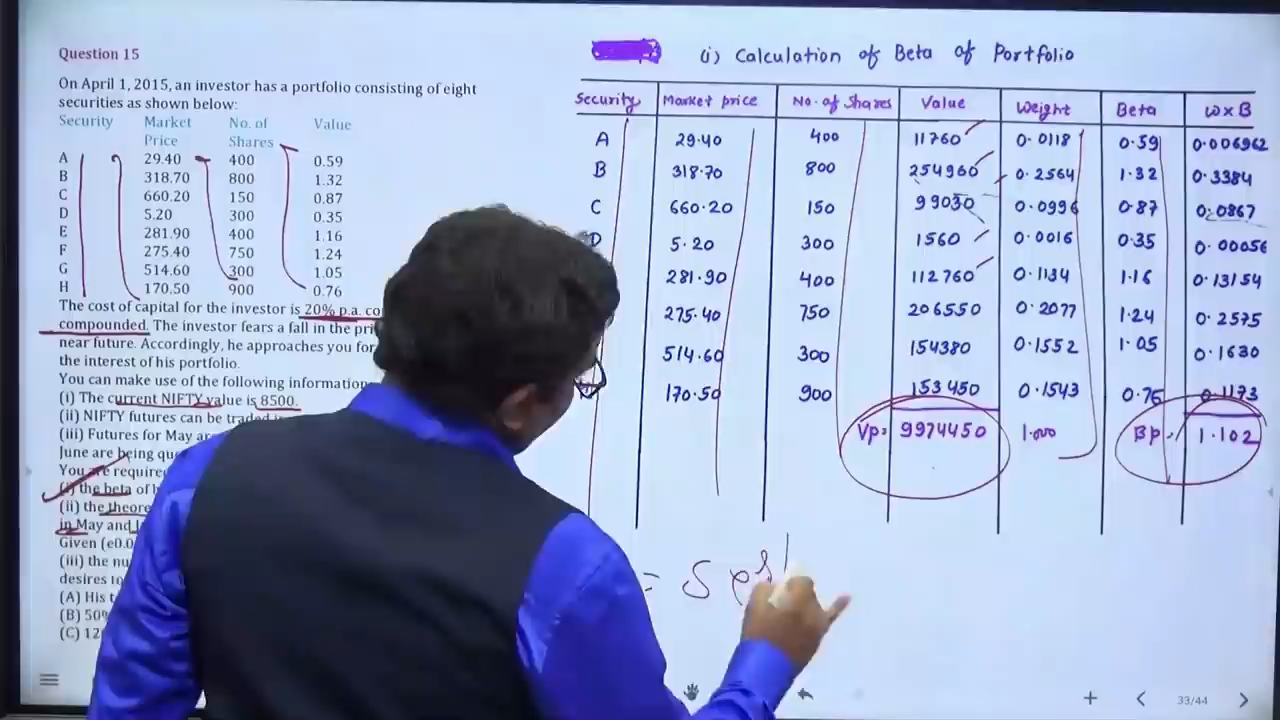 Question 15
On April 1, 2015, an investor has a portfolio consisting of eight
securities as shown below:
Security Market No. of Value
Price Shares
A 29.40 400 0.59
B 318.70 800 1.32
C 660.20 150 0.87
D 5.20 300 0.35
E 281.90 400 1.16
F 275.40 750 1.24
G 514.60 300 1.05
H 170.50 900 0.76
The cost of capital for the investor is 20% p.a. co
compounded. The investor fears a fall in the pri
near future. Accordingly, he approaches you for
the interest of his portfolio.
You can make use of the following information
(i) The current NIFTY value is 8500.
(ii) NIFTY futures can be traded i
(iii) Futures for May ar
June are being qu
You are require
(i) the beta of h
(ii) the theore
in May and
Given (e0.0
(iii) the nu
desires to
(A) His t
(B) 50%
(C) 12
(i) Calculation of Beta of Portfolio
Security Market price No. of Shares Value Weight Beta w x B
A 29.40 400 11760 0.0118 0.59 0.006962
B 318.70 800 254960 0.2564 1.32 0.3384
C 660.20 150 99030 0.0996 0.87 0.0867
D 5.20 300 1560 0.0016 0.35 0.00056
281.90 400 112760 0.1134 1.16 0.13154
275.40 750 206550 0.2077 1.24 0.2575
514.60 300 154380 0.1552 1.05 0.1630
170.50 900 153450 0.1543 0.76 0.1173
Vp= 9974450 1.000 Bp 1.102
= S e
33/44